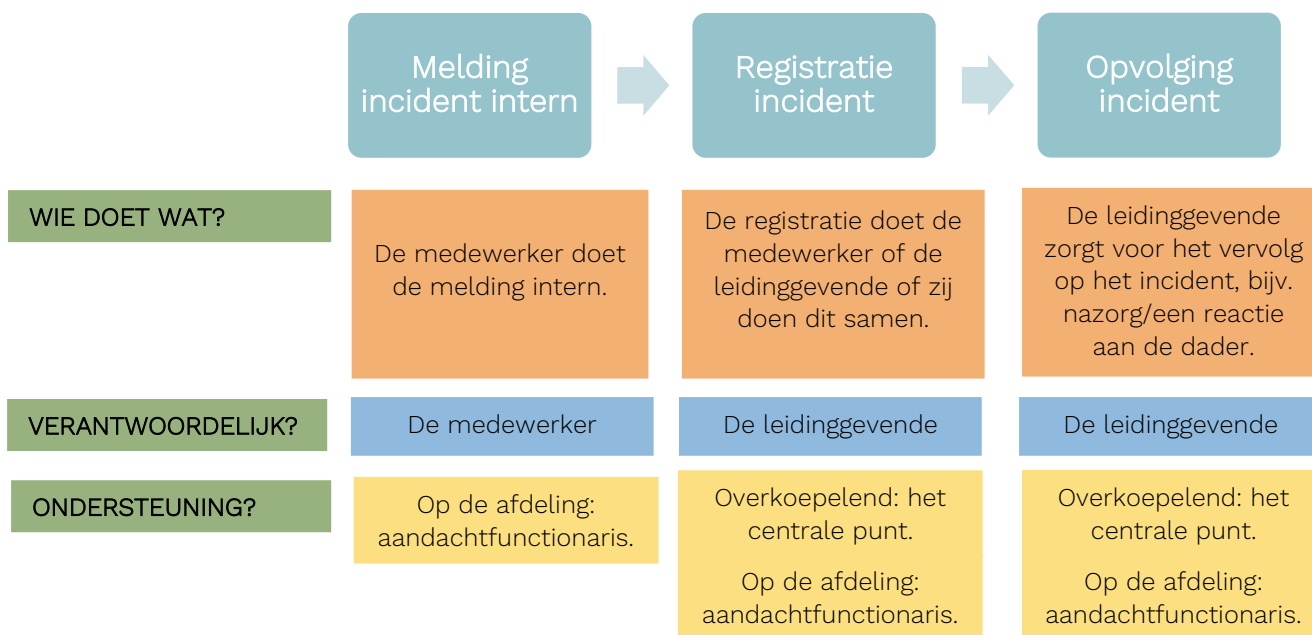 Melding
incident intern
Registratie
incident
Opvolging
incident
WIE DOET WAT?
De medewerker doet
de melding intern.
De registratie doet de
medewerker of de
leidinggevende of zij
doen dit samen.
De leidinggevende
zorgt voor het vervolg
op het incident, bijv.
nazorg/een reactie
aan de dader.
VERANTWOORDELIJK?
De medewerker
De leidinggevende
De leidinggevende
ONDERSTEUNING?
Op de afdeling:
aandachtfunctionaris.
Overkoepelend: het
centrale punt.
Op de afdeling:
aandachtfunctionaris.
Overkoepelend: het
centrale punt.
Op de afdeling:
aandachtfunctionaris.